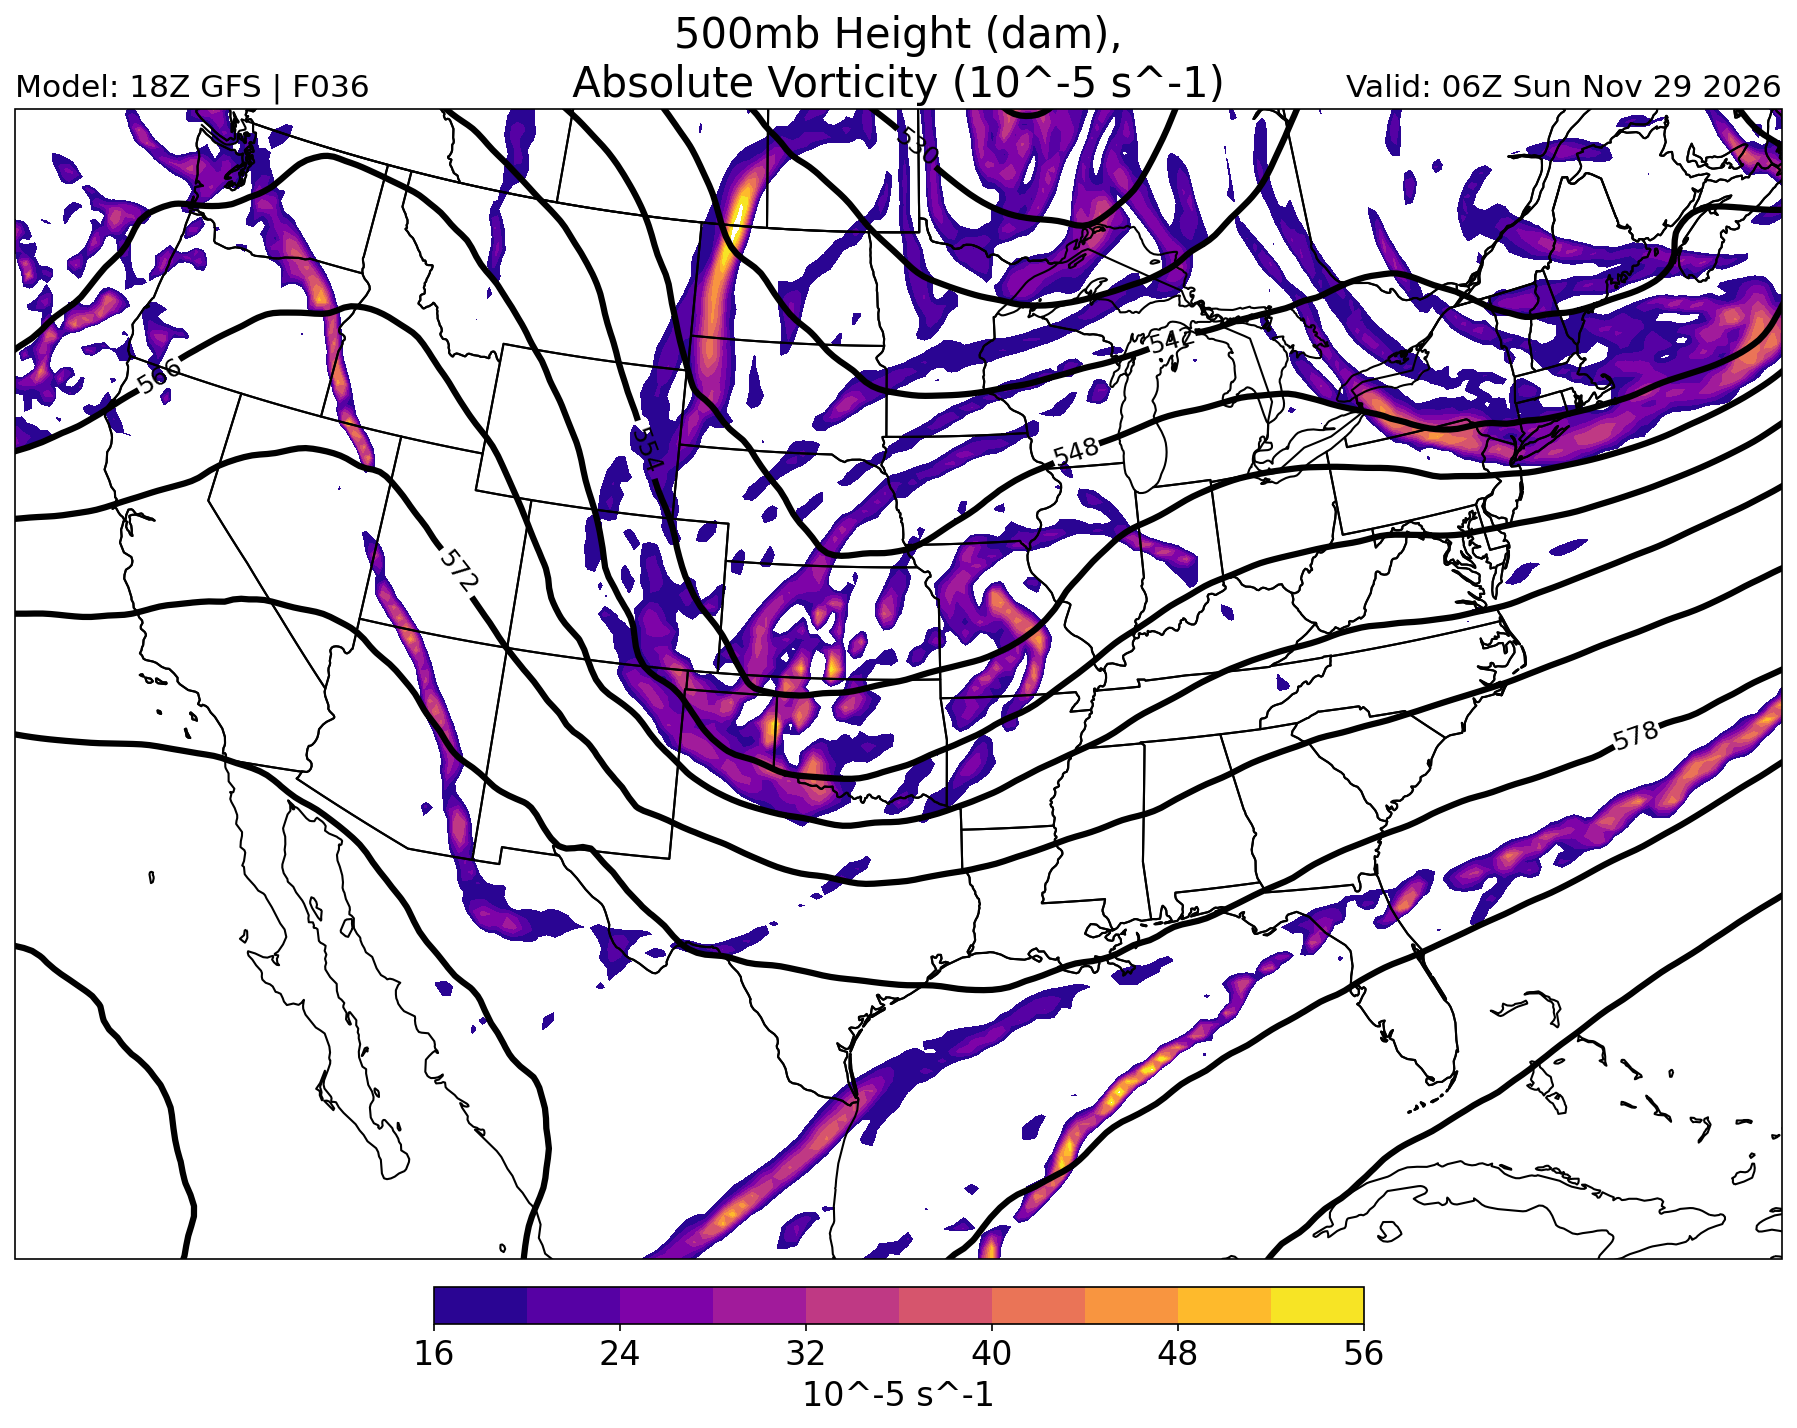 500mb Height (dam),
Absolute Vorticity (10^-5 s^-1)
Model: 18Z GFS | F036
Valid: 06Z Sun Nov 29 2026
530
542
566
554
548
572
578
16
24
32
40
48
56
10^-5 s^-1